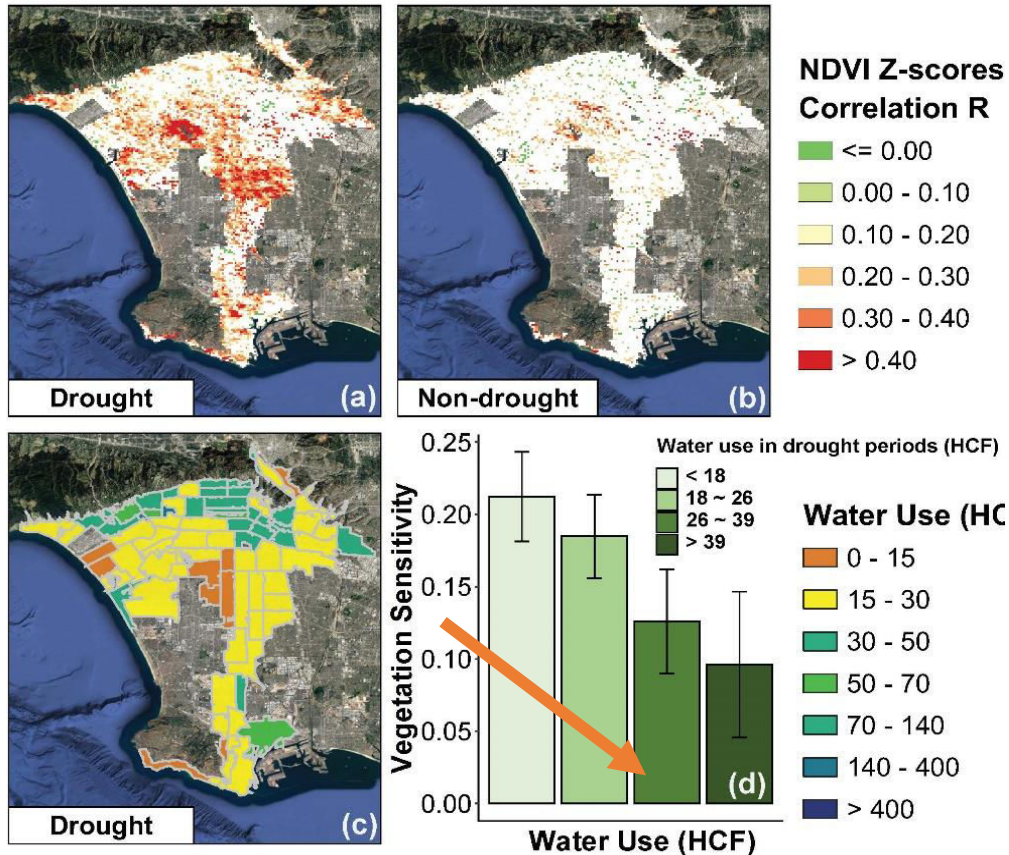 NDVI Z-scores
Correlation R
<= 0.00
0.00 - 0.10
0.10 - 0.20
0.20 - 0.30
0.30 - 0.40
> 0.40
Drought
(a)
Non-drought
(b)
Drought
(c)
Vegetation Sensitivity
0.25
0.20
0.15
0.10
0.05
0.00
Water use in drought periods (HCF)
< 18
18 ~ 26
26 ~ 39
> 39
(d)
Water Use (HCF)
Water Use (HC
0 - 15
15 - 30
30 - 50
50 - 70
70 - 140
140 - 400
> 400